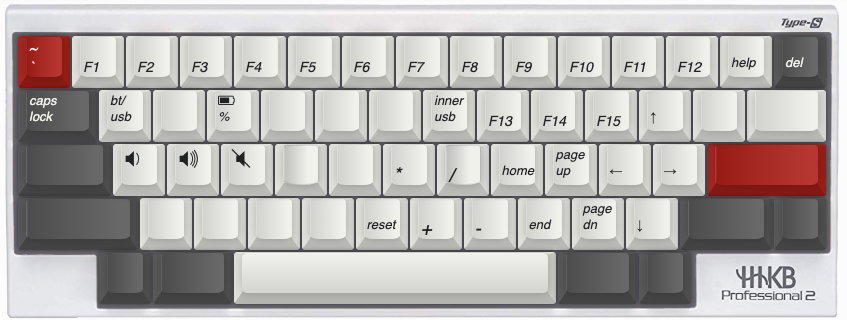 Type-S
~
`
F1
F2
F3
F4
F5
F6
F7
F8
F9
F10
F11
F12
help
del
caps
lock
bt/
usb
%
inner
usb
F13
F14
F15
↑
*
/
home
page
up
←
→
reset
+
-
end
page
dn
↓
HHKB
Professional 2